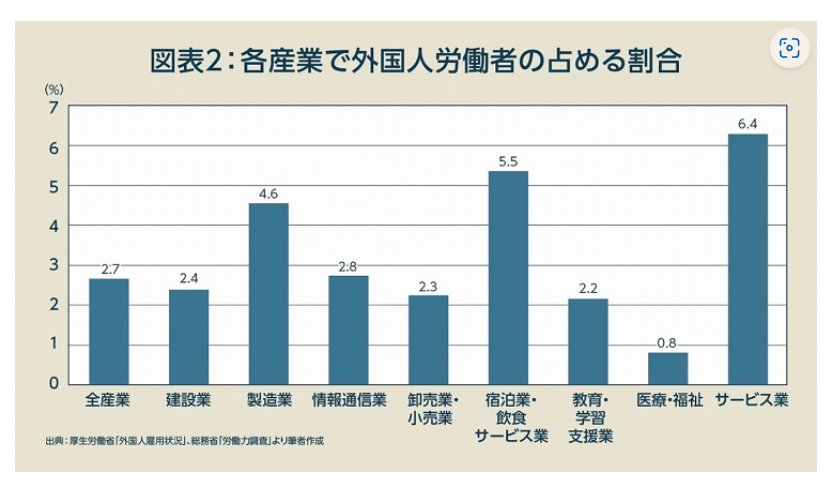 図表2：各産業で外国人労働者の占める割合
(%)
7
6
5
4
3
2
1
0
2.7
2.4
4.6
2.8
2.3
5.5
2.2
0.8
6.4
全産業
建設業
製造業
情報通信業
卸売業・
小売業
宿泊業・
飲食
サービス業
教育・
学習
支援業
医療・福祉
サービス業
出典：厚生労働省「外国人雇用状況」、総務省「労働力調査」より筆者作成